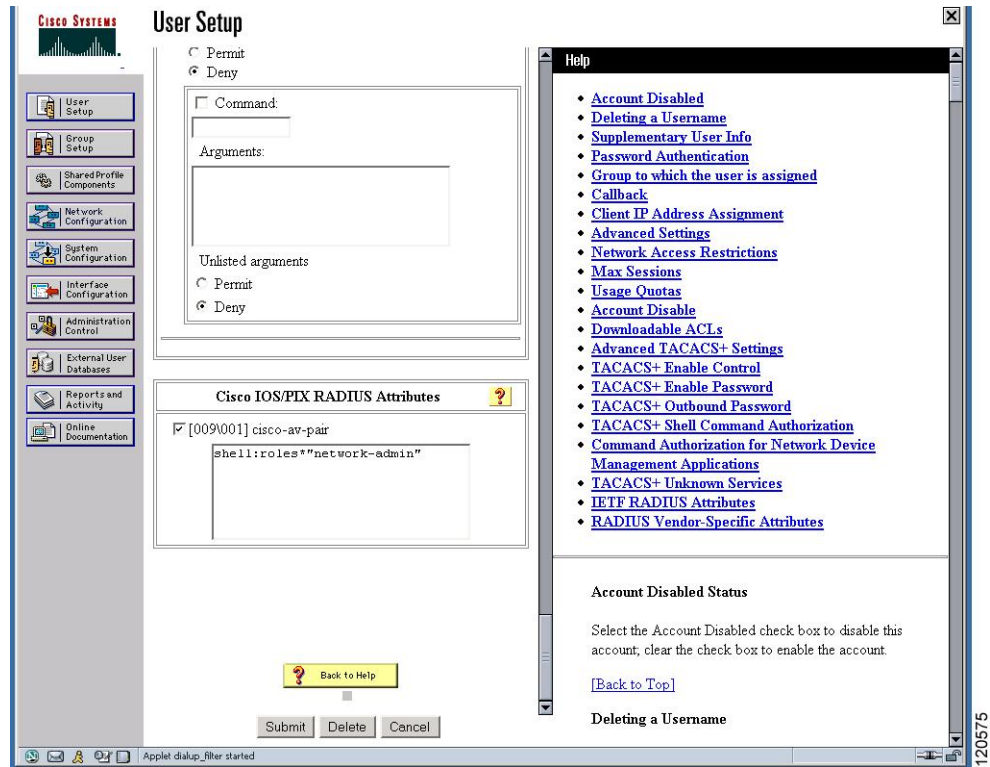 CISCO SYSTEMS
User Setup
User
Setup
Group
Setup
Shared Profile
Components
Network
Configuration
System
Configuration
Interface
Configuration
Administration
Control
External User
Databases
Reports and
Activity
Online
Documentation
Permit
Deny
Command:
Arguments:
Unlisted arguments
Permit
Deny
Cisco IOS/PIX RADIUS Attributes
?
[009\001] cisco-av-pair
shell:roles*"network-admin"
? Back to Help
Submit Delete Cancel
Help
Account Disabled
Deleting a Username
Supplementary User Info
Password Authentication
Group to which the user is assigned
Callback
Client IP Address Assignment
Advanced Settings
Network Access Restrictions
Max Sessions
Usage Quotas
Account Disable
Downloadable ACLs
Advanced TACACS+ Settings
TACACS+ Enable Control
TACACS+ Enable Password
TACACS+ Outbound Password
TACACS+ Shell Command Authorization
Command Authorization for Network Device
Management Applications
TACACS+ Unknown Services
IETF RADIUS Attributes
RADIUS Vendor-Specific Attributes
Account Disabled Status
Select the Account Disabled check box to disable this
account; clear the check box to enable the account.
[Back to Top]
Deleting a Username
Applet dialup_filter started
120575